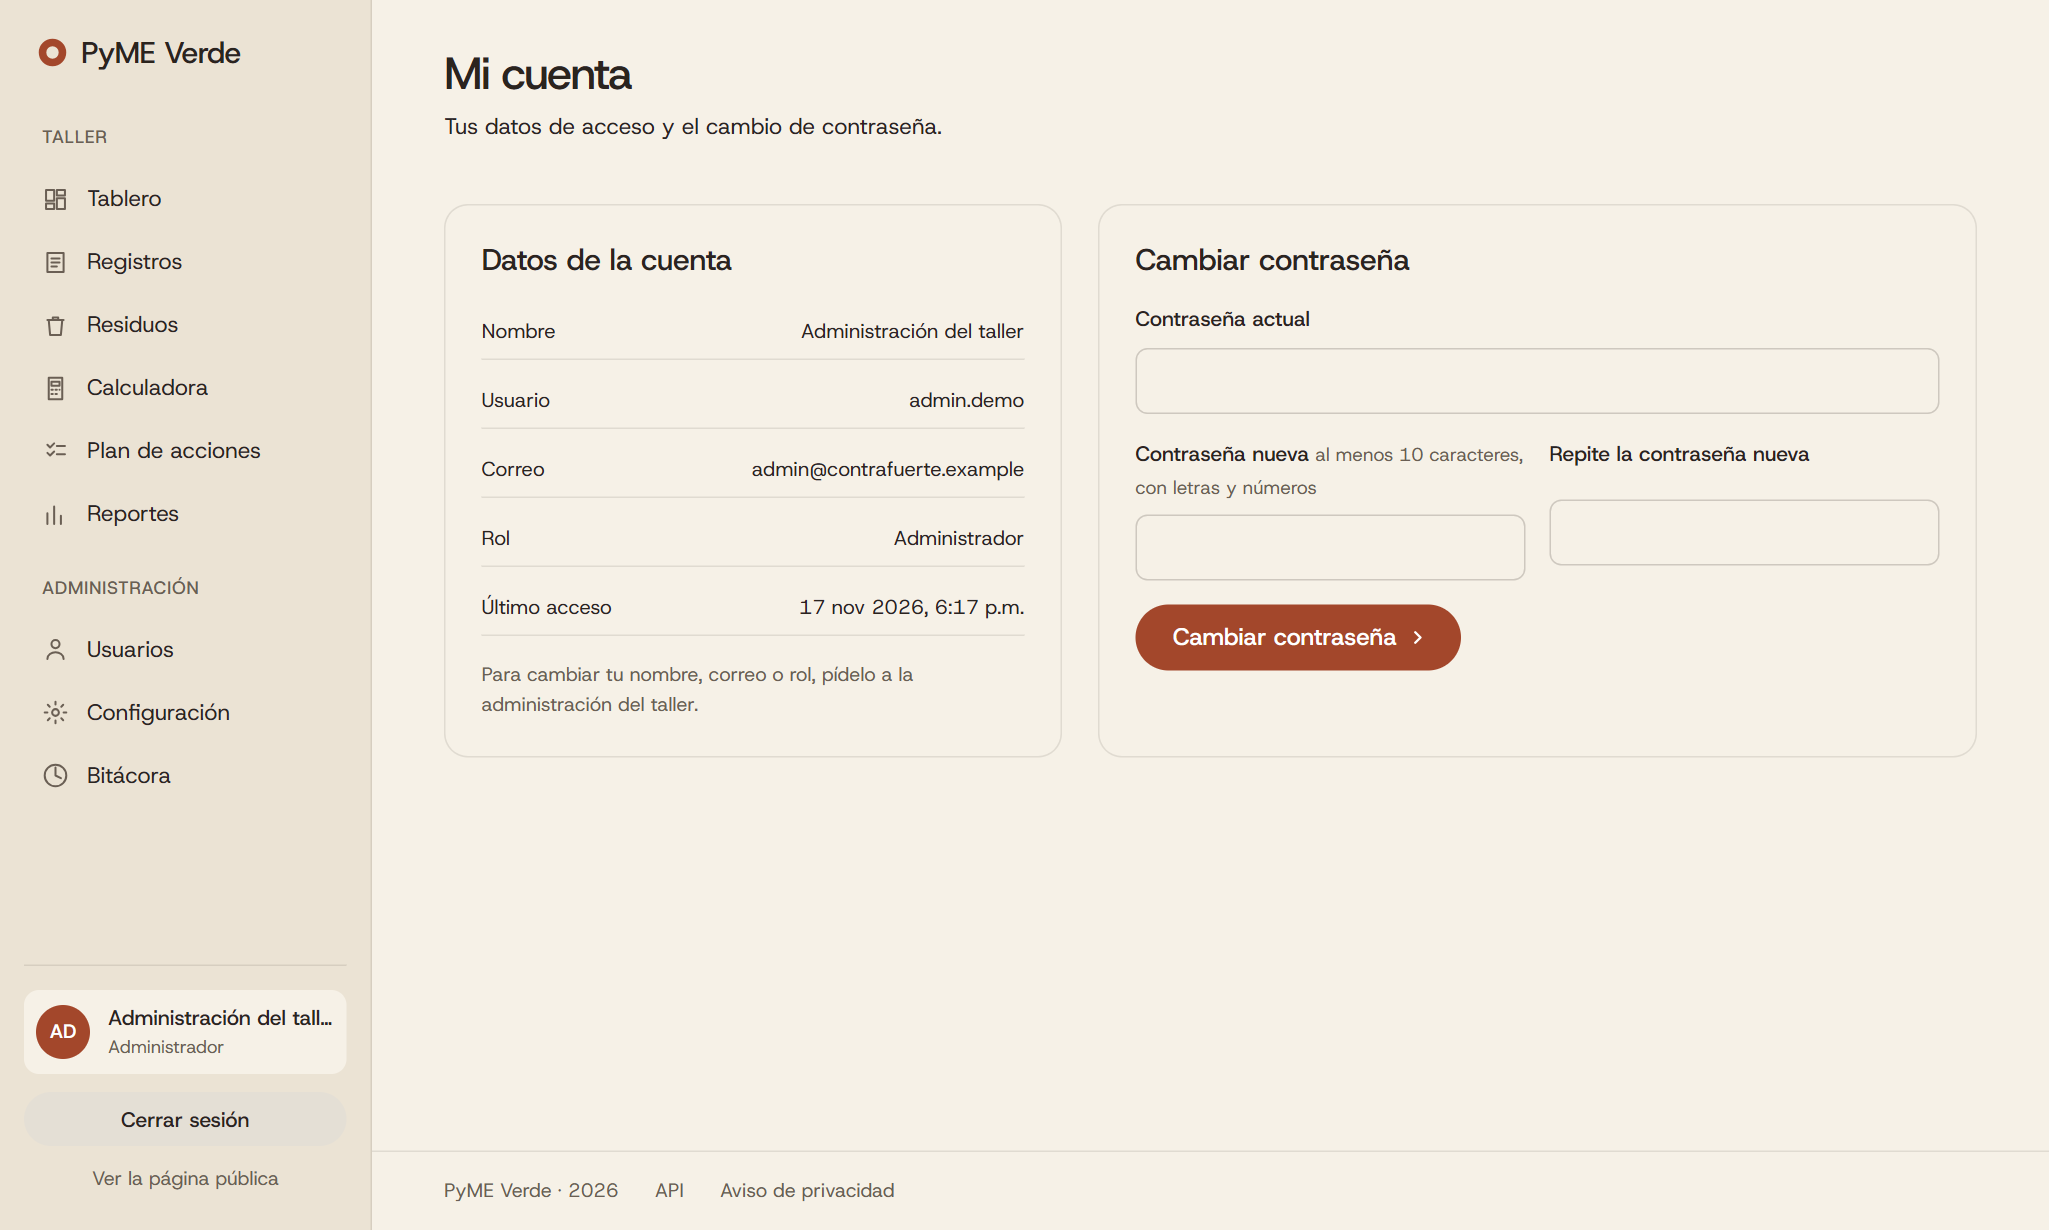 PyME Verde
TALLER
Tablero
Registros
Residuos
Calculadora
Plan de acciones
Reportes
ADMINISTRACIÓN
Usuarios
Configuración
Bitácora
AD
Administración del tall...
Administrador
Cerrar sesión
Ver la página pública
Mi cuenta
Tus datos de acceso y el cambio de contraseña.
Datos de la cuenta
Nombre Administración del taller
Usuario admin.demo
Correo admin@contrafuerte.example
Rol Administrador
Último acceso 17 nov 2026, 6:17 p.m.
Para cambiar tu nombre, correo o rol, pídelo a la
administración del taller.
Cambiar contraseña
Contraseña actual
Contraseña nueva al menos 10 caracteres,
con letras y números
Repite la contraseña nueva
Cambiar contraseña
PyME Verde · 2026 API Aviso de privacidad